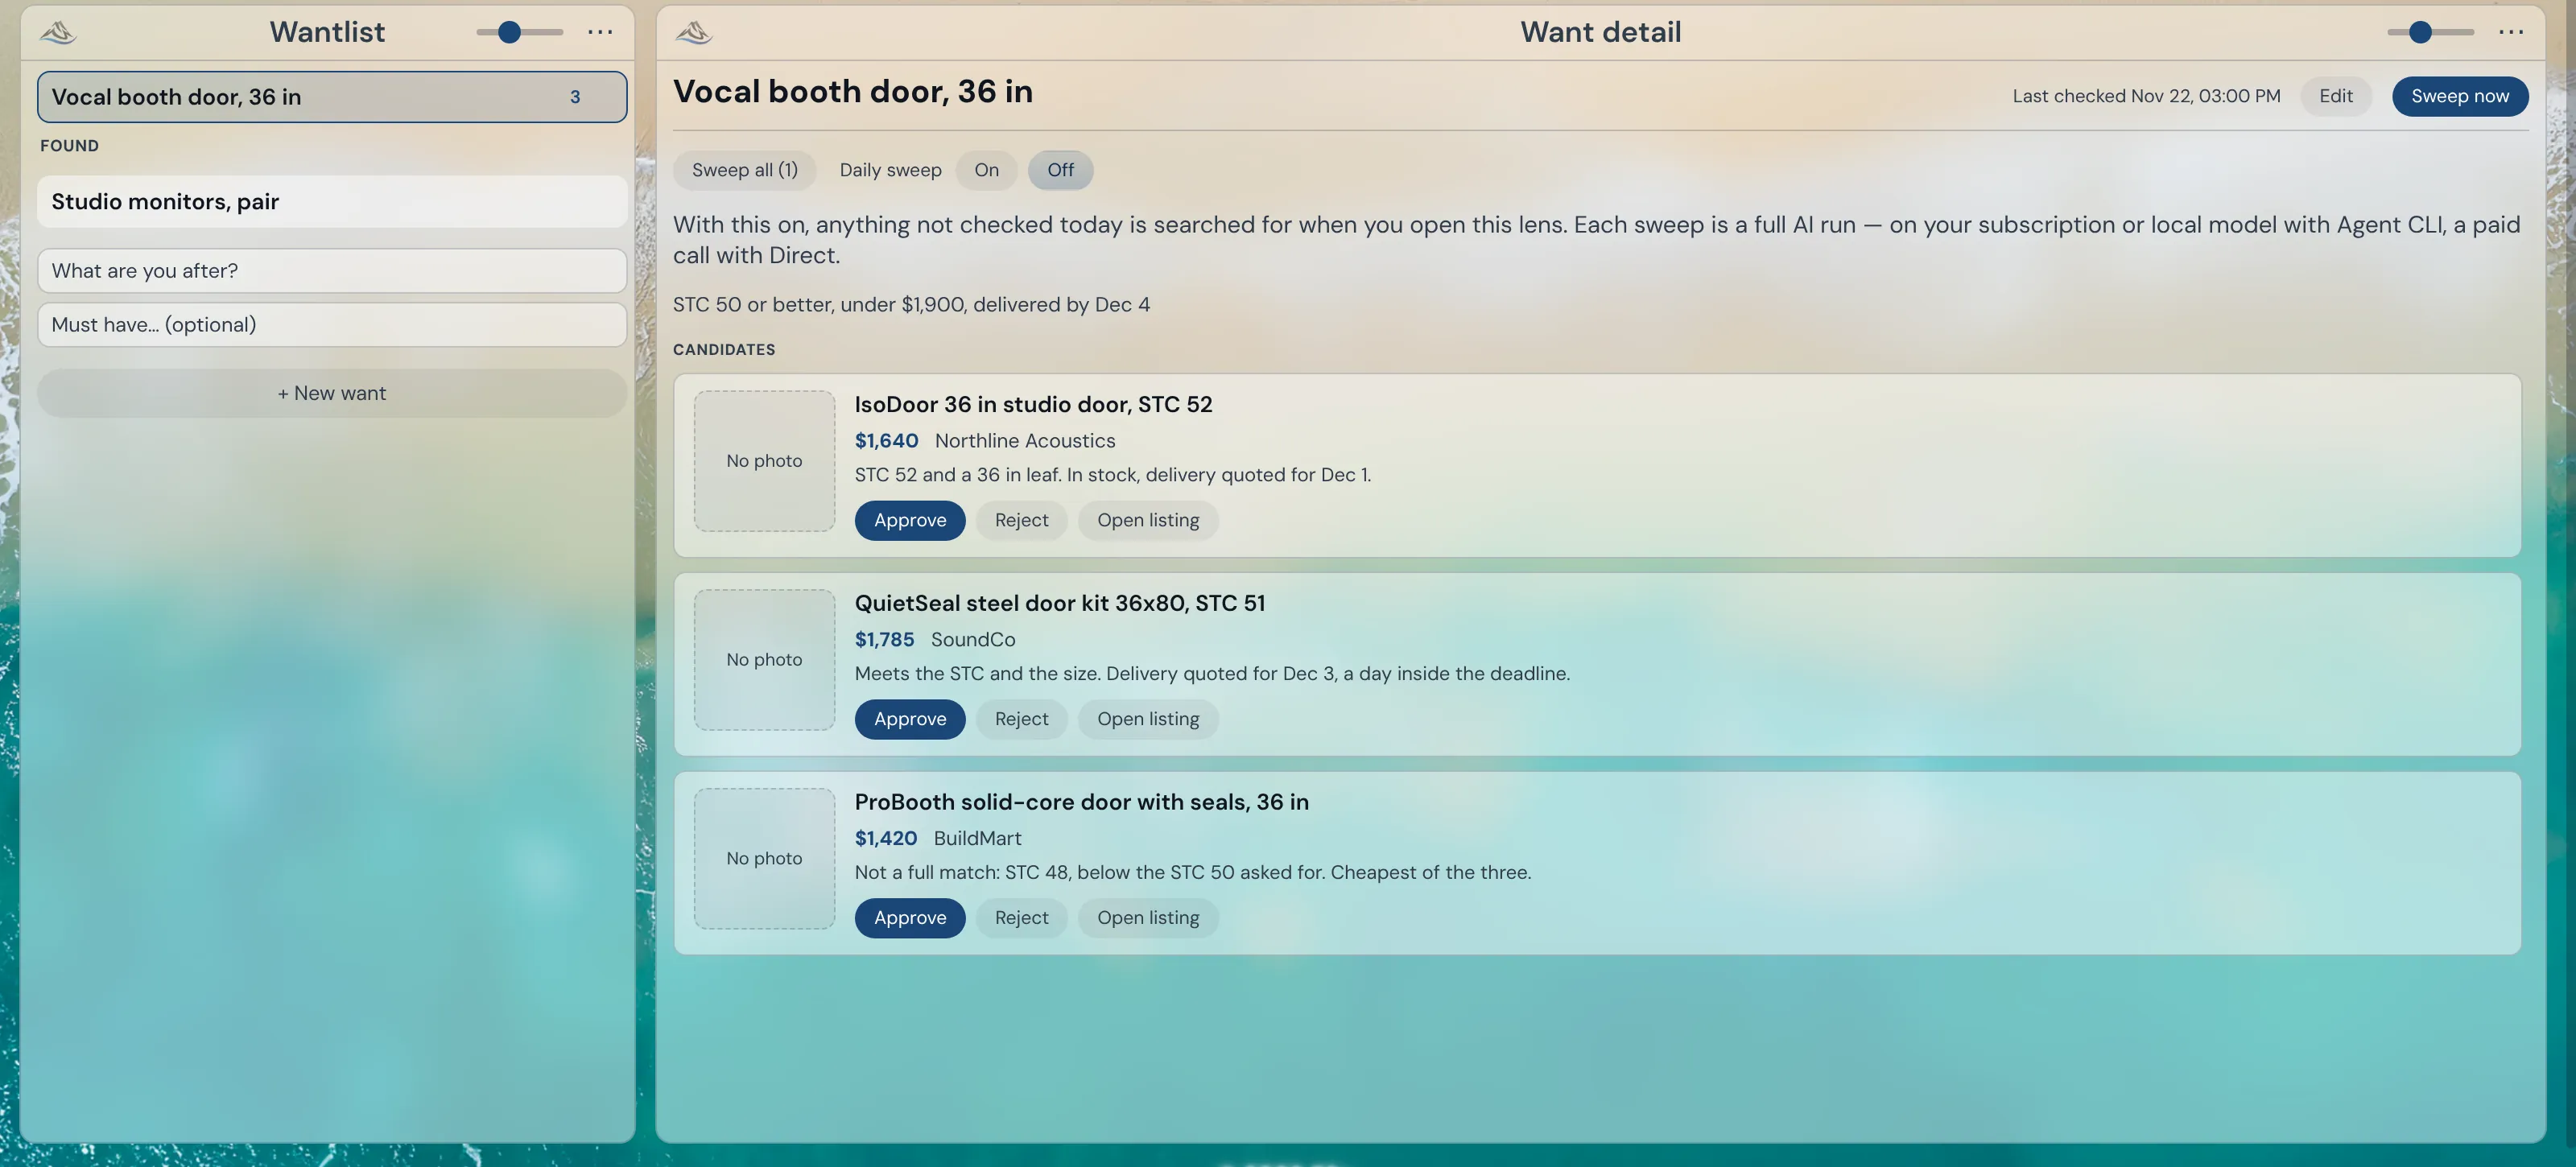 Wantlist
...
Vocal booth door, 36 in 3
FOUND
Studio monitors, pair
What are you after?
Must have... (optional)
+ New want
Want detail
...
Vocal booth door, 36 in
Last checked Nov 22, 03:00 PM Edit Sweep now
Sweep all (1) Daily sweep On Off
With this on, anything not checked today is searched for when you open this lens. Each sweep is a full AI run — on your subscription or local model with Agent CLI, a paid
call with Direct.
STC 50 or better, under $1,900, delivered by Dec 4
CANDIDATES
No photo
IsoDoor 36 in studio door, STC 52
$1,640 Northline Acoustics
STC 52 and a 36 in leaf. In stock, delivery quoted for Dec 1.
Approve Reject Open listing
No photo
QuietSeal steel door kit 36x80, STC 51
$1,785 SoundCo
Meets the STC and the size. Delivery quoted for Dec 3, a day inside the deadline.
Approve Reject Open listing
No photo
ProBooth solid-core door with seals, 36 in
$1,420 BuildMart
Not a full match: STC 48, below the STC 50 asked for. Cheapest of the three.
Approve Reject Open listing